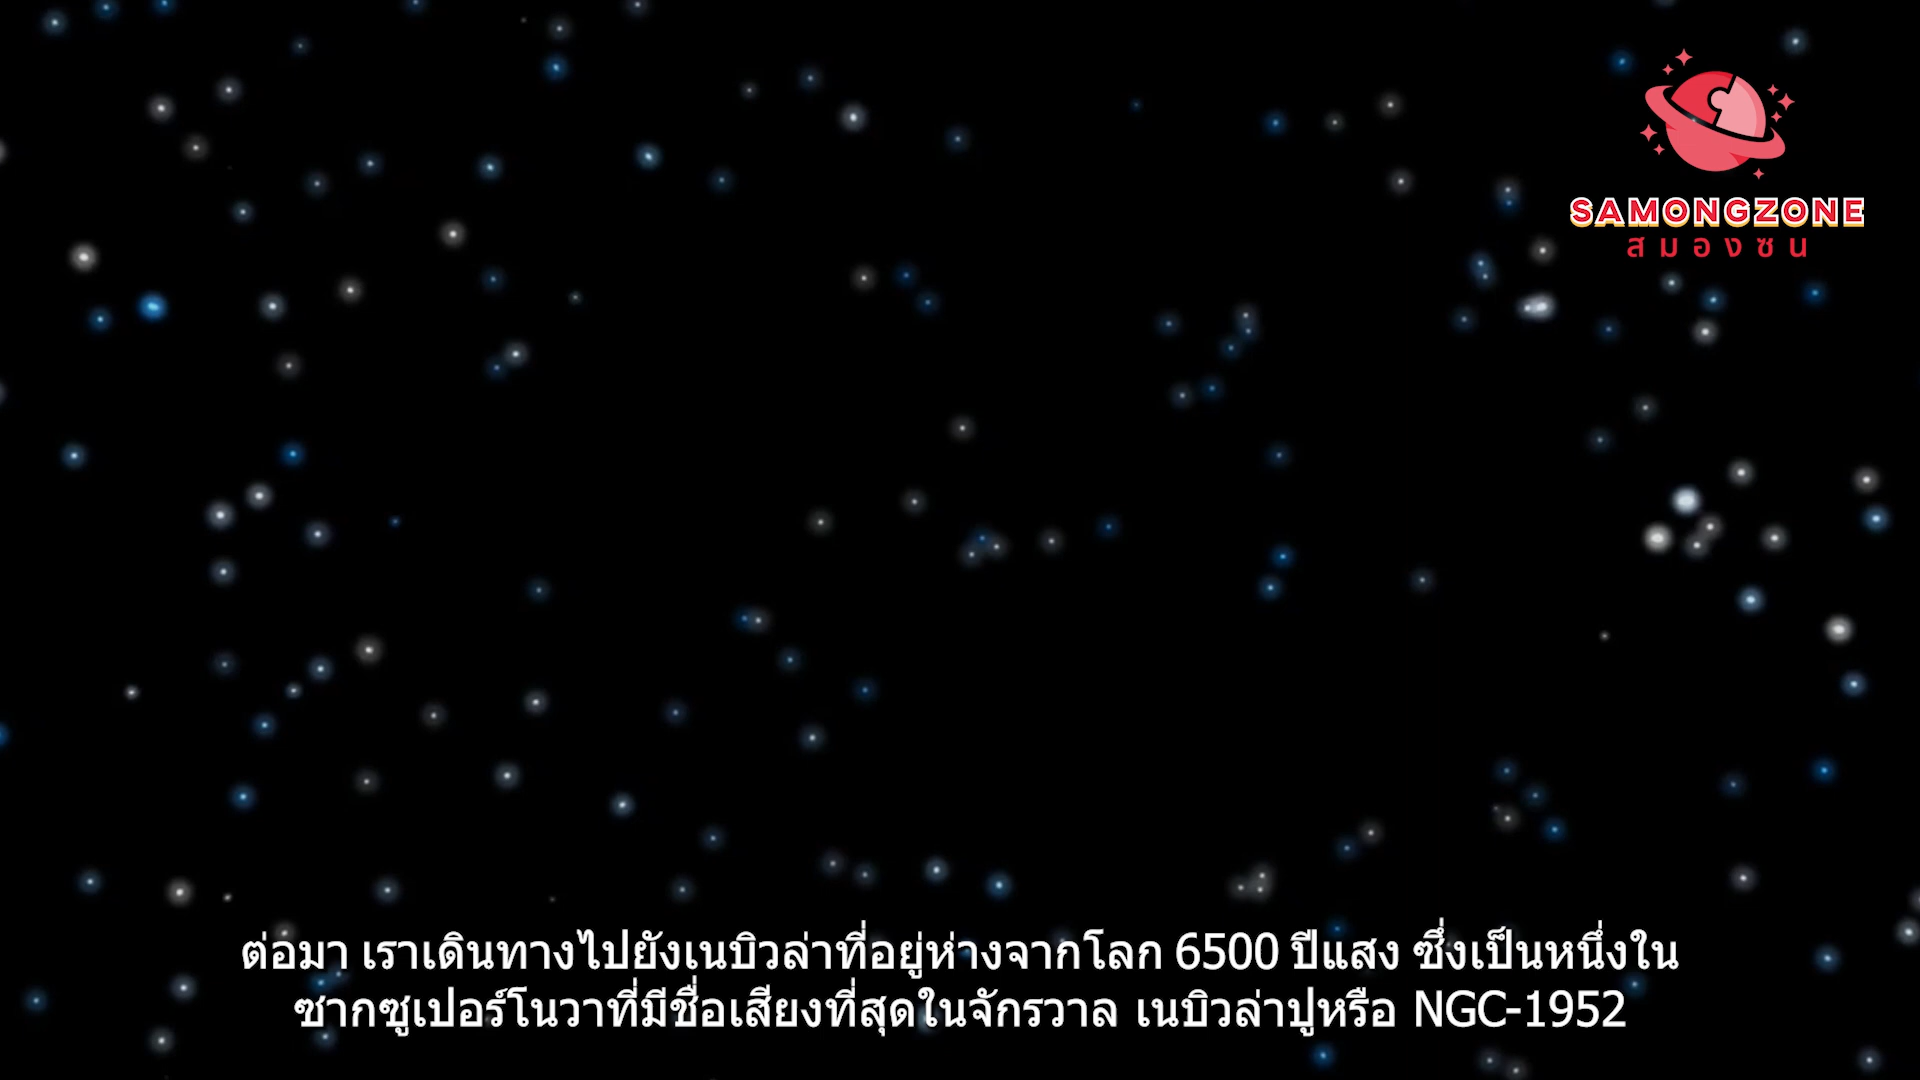 SAMONGZONE
สมองซน
ต่อมา เราเดินทางไปยังเนบิวล่าที่อยู่ห่างจากโลก 6500 ปีแสง ซึ่งเป็นหนึ่งใน
ซากซูเปอร์โนวาที่มีชื่อเสียงที่สุดในจักรวาล เนบิวล่าปูหรือ NGC-1952